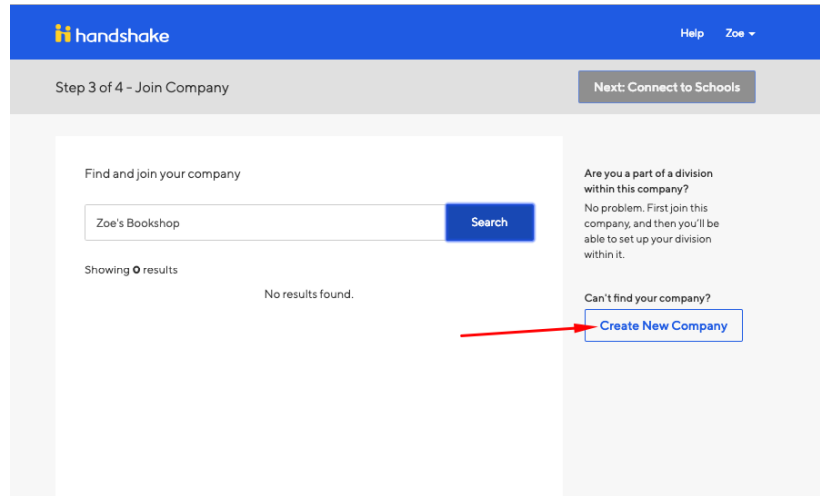 handshake
Help Zoe
Step 3 of 4 - Join Company
Next: Connect to Schools
Find and join your company
Zoe's Bookshop
Search
Showing 0 results
No results found.
Are you a part of a division
within this company?
No problem. First join this
company, and then you'll be
able to set up your division
within it.
Can't find your company?
Create New Company